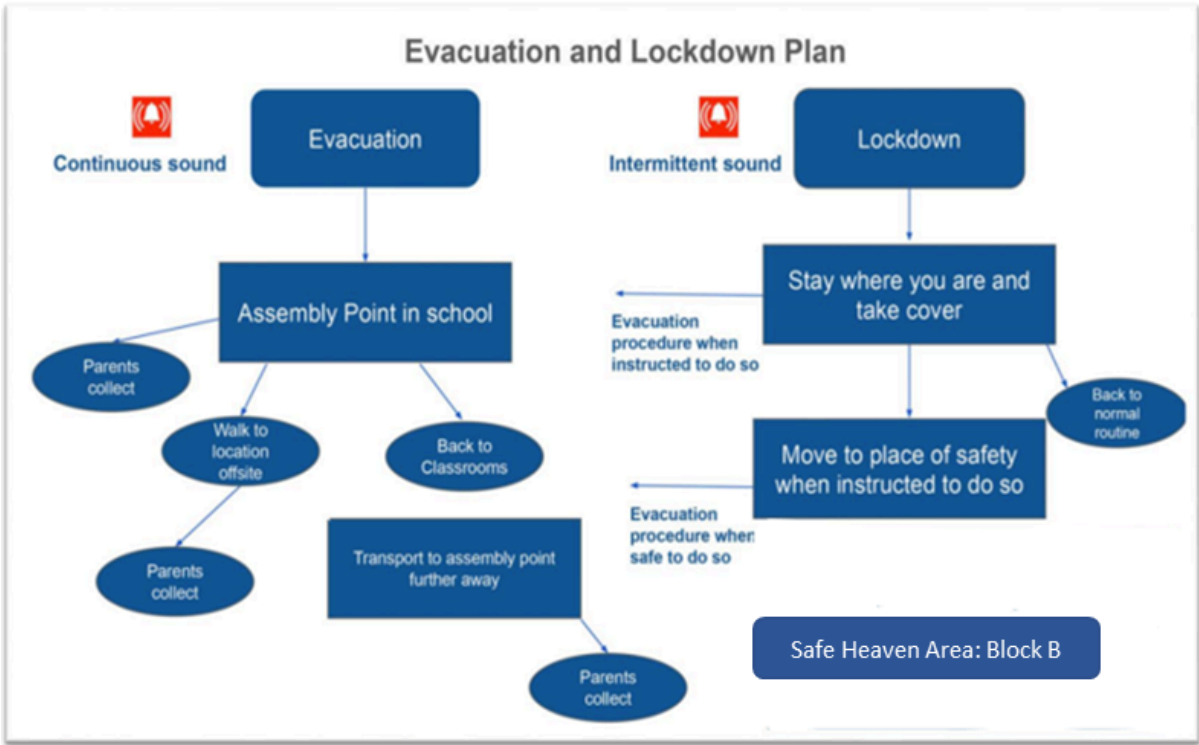 Evacuation and Lockdown Plan
Continuous sound
Evacuation
Assembly Point in school
Parents
collect
Walk to
location
offsite
Back to
Classrooms
Parents
collect
Transport to assembly point
further away
Parents
collect
Intermittent sound
Lockdown
Stay where you are and
take cover
Evacuation
procedure when
instructed to do so
Back to
normal
routine
Move to place of safety
when instructed to do so
Evacuation
procedure when
safe to do so
Safe Heaven Area: Block B